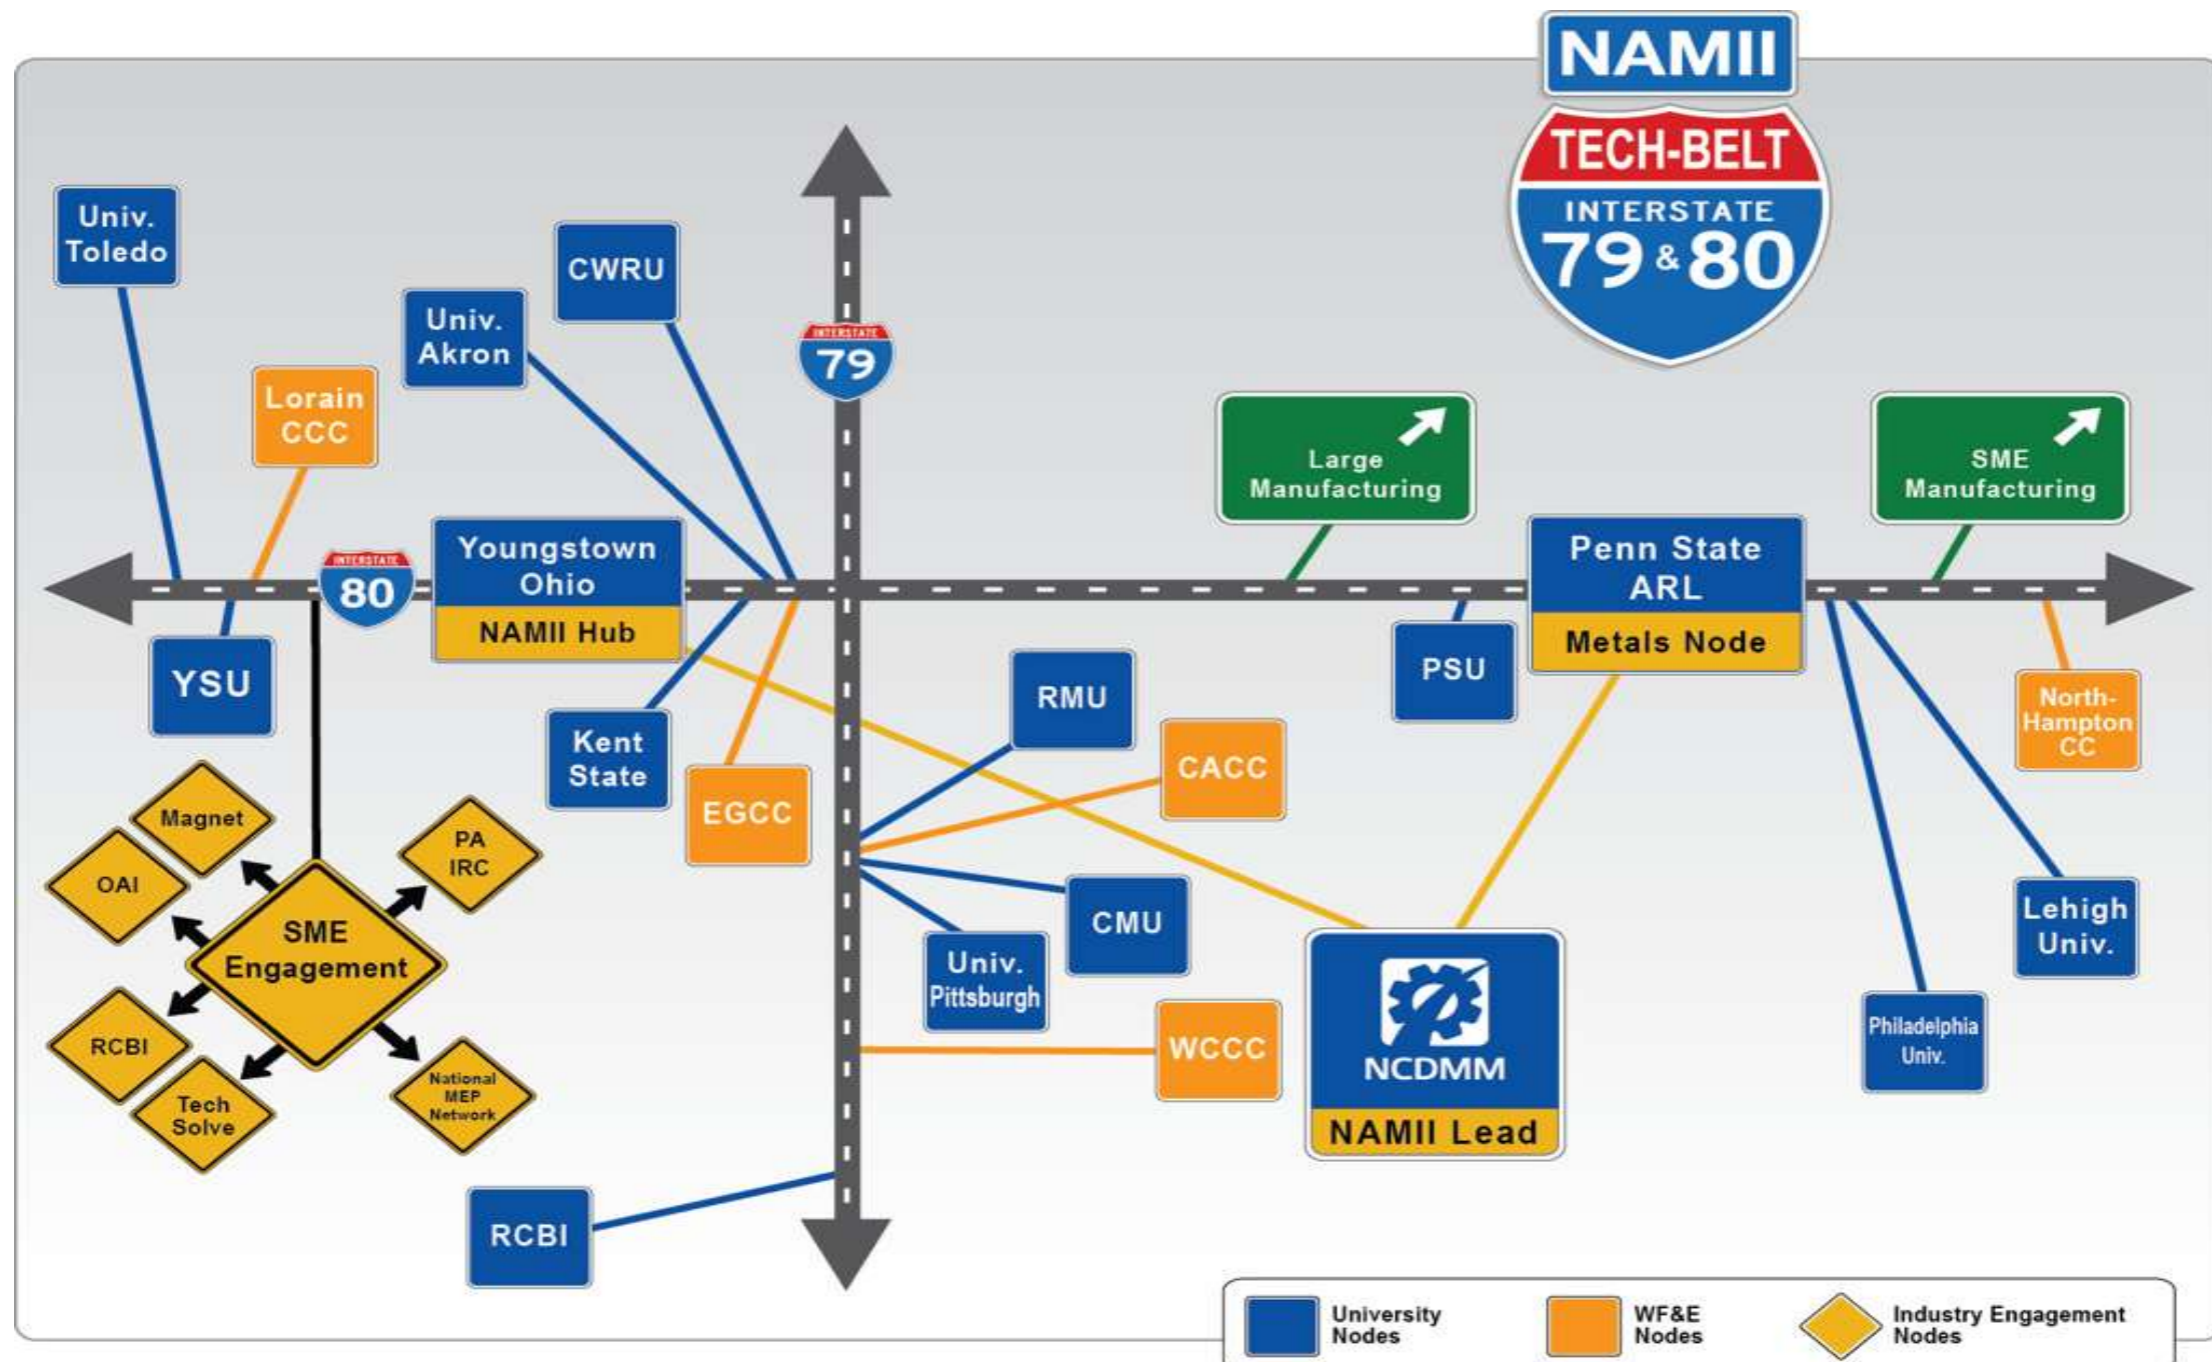 NAMII
TECH-BELT
INTERSTATE
79 & 80
Univ.
Toledo
CWRU
Univ.
Akron
INTERSTATE
79
Lorain
CCC
Large
Manufacturing
SME
Manufacturing
INTERSTATE
80
Youngstown
Ohio
NAMII Hub
Penn State
ARL
Metals Node
YSU
Kent
State
EGCC
RMU
CACC
PSU
North-
Hampton
CC
Magnet
OAI
PA
IRC
SME
Engagement
RCBI
Tech
Solve
National
MEP
Network
CMU
Univ.
Pittsburgh
WCCC
NCDMM
NAMII Lead
Lehigh
Univ.
Philadelphia
Univ.
RCBI
University
Nodes
WF&E
Nodes
Industry Engagement
Nodes